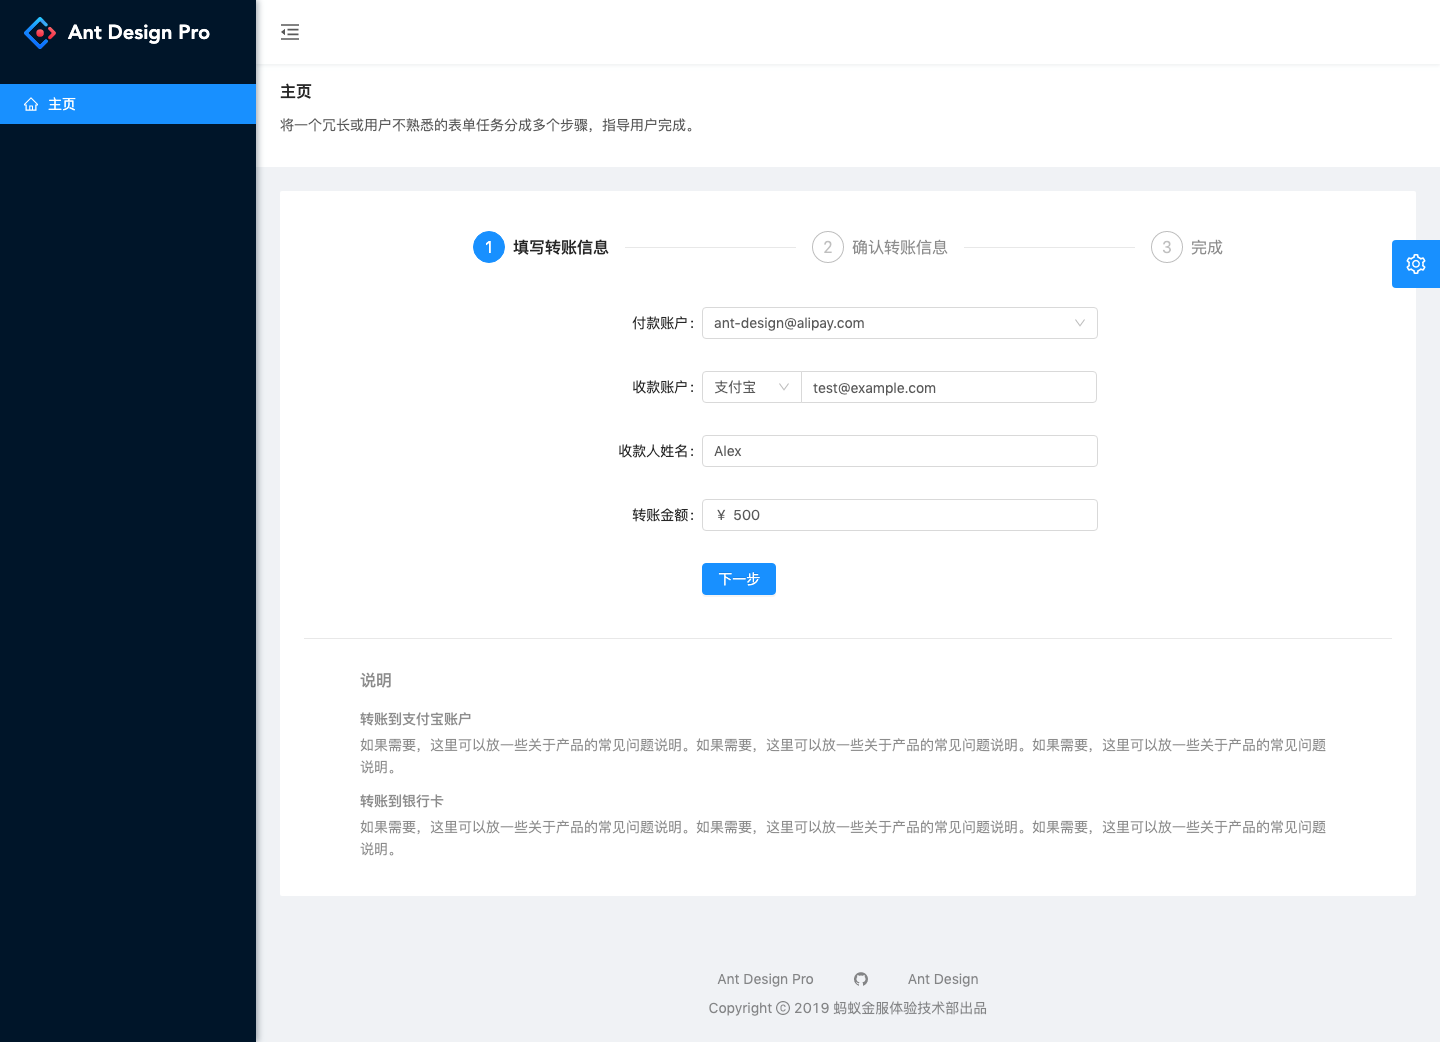 Ant Design Pro
主页
主页
将一个冗长或用户不熟悉的表单任务分成多个步骤，指导用户完成。
1 填写转账信息 2 确认转账信息 3 完成
付款账户： ant-design@alipay.com
收款账户： 支付宝 test@example.com
收款人姓名： Alex
转账金额： ¥ 500
下一步
说明
转账到支付宝账户
如果需要，这里可以放一些关于产品的常见问题说明。如果需要，这里可以放一些关于产品的常见问题说明。如果需要，这里可以放一些关于产品的常见问题
说明。
转账到银行卡
如果需要，这里可以放一些关于产品的常见问题说明。如果需要，这里可以放一些关于产品的常见问题说明。如果需要，这里可以放一些关于产品的常见问题
说明。
Ant Design Pro Ant Design
Copyright © 2019 蚂蚁金服体验技术部出品